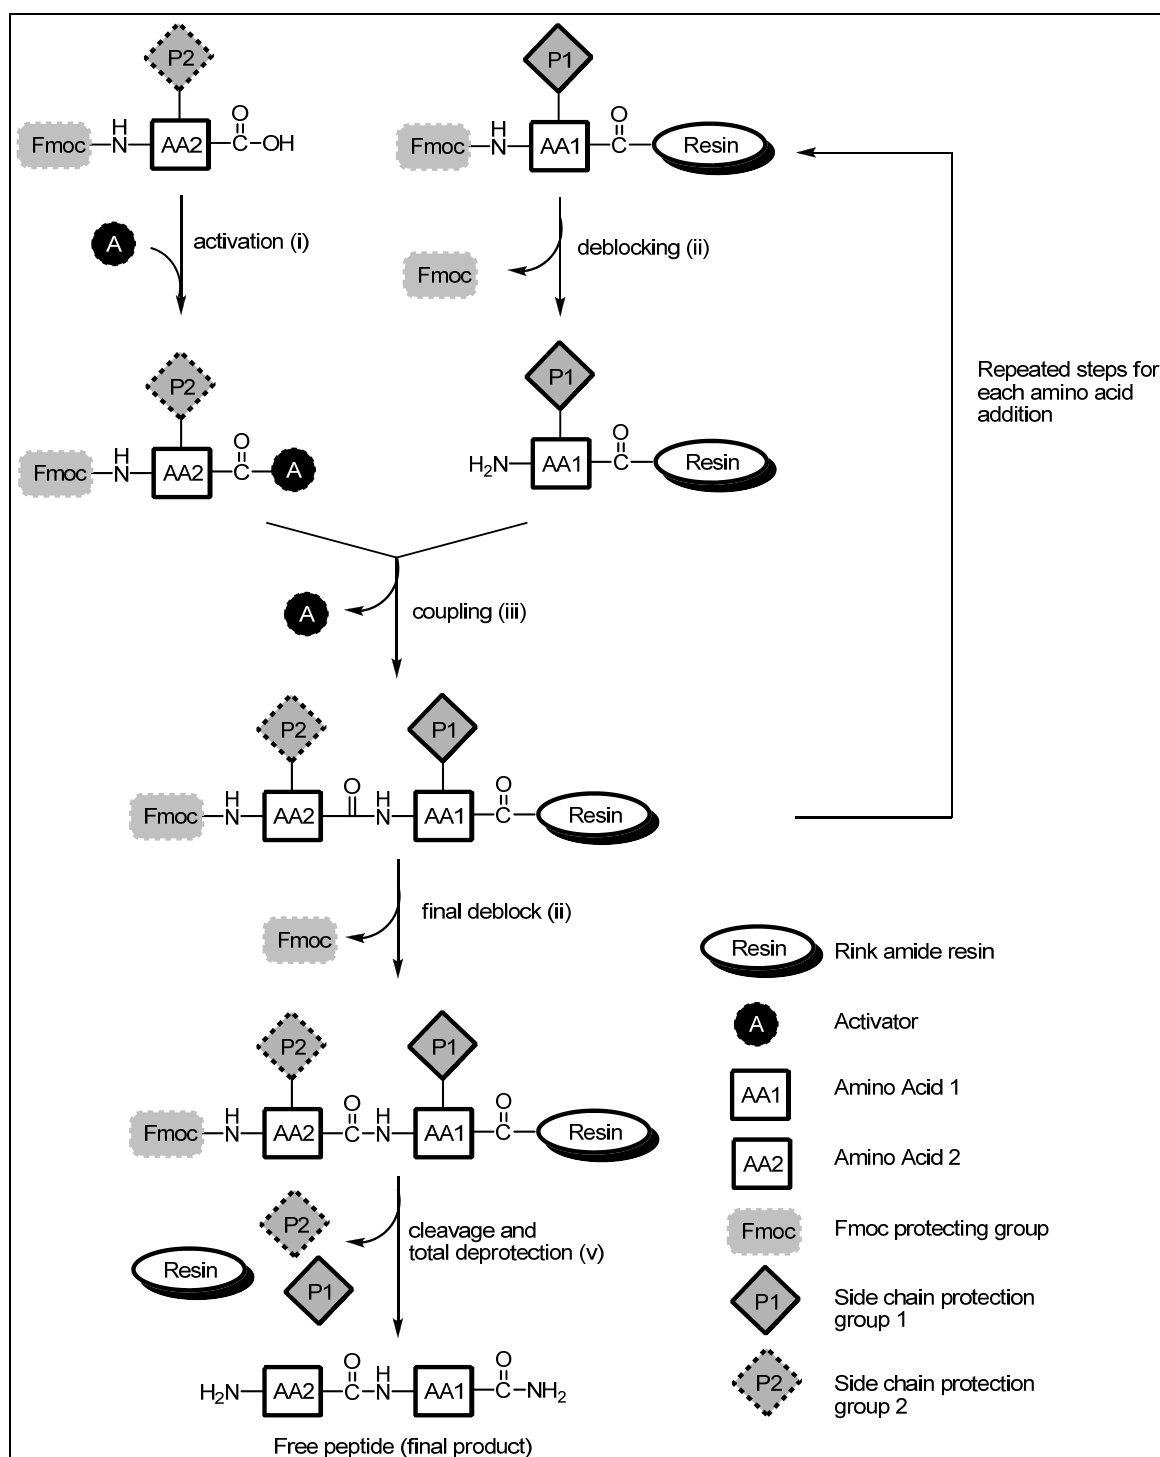 P2
P1
O
H
C
OH
Fmoc
N
AA2
O
H
C
Resin
Fmoc
N
AA1
A
activation (i)
Fmoc
deblocking (ii)
P2
P1
Repeated steps for
each amino acid
addition
O
H
C
A
Fmoc
N
AA2
O
H2N
AA1
C
Resin
A
coupling (iii)
P2
P1
H
O
H
O
Fmoc
N
AA2
N
AA1
C
Resin
Fmoc
final deblock (ii)
P2
P1
H
O
H
O
Fmoc
N
AA2
C
N
AA1
C
Resin
P2
Resin
P1
cleavage and
total deprotection (v)
O
H
O
H2N
AA2
C
N
AA1
C
NH2
Free peptide (final product)
Resin
Rink amide resin
A
Activator
AA1
Amino Acid 1
AA2
Amino Acid 2
Fmoc
Fmoc protecting group
P1
Side chain protection
group 1
P2
Side chain protection
group 2